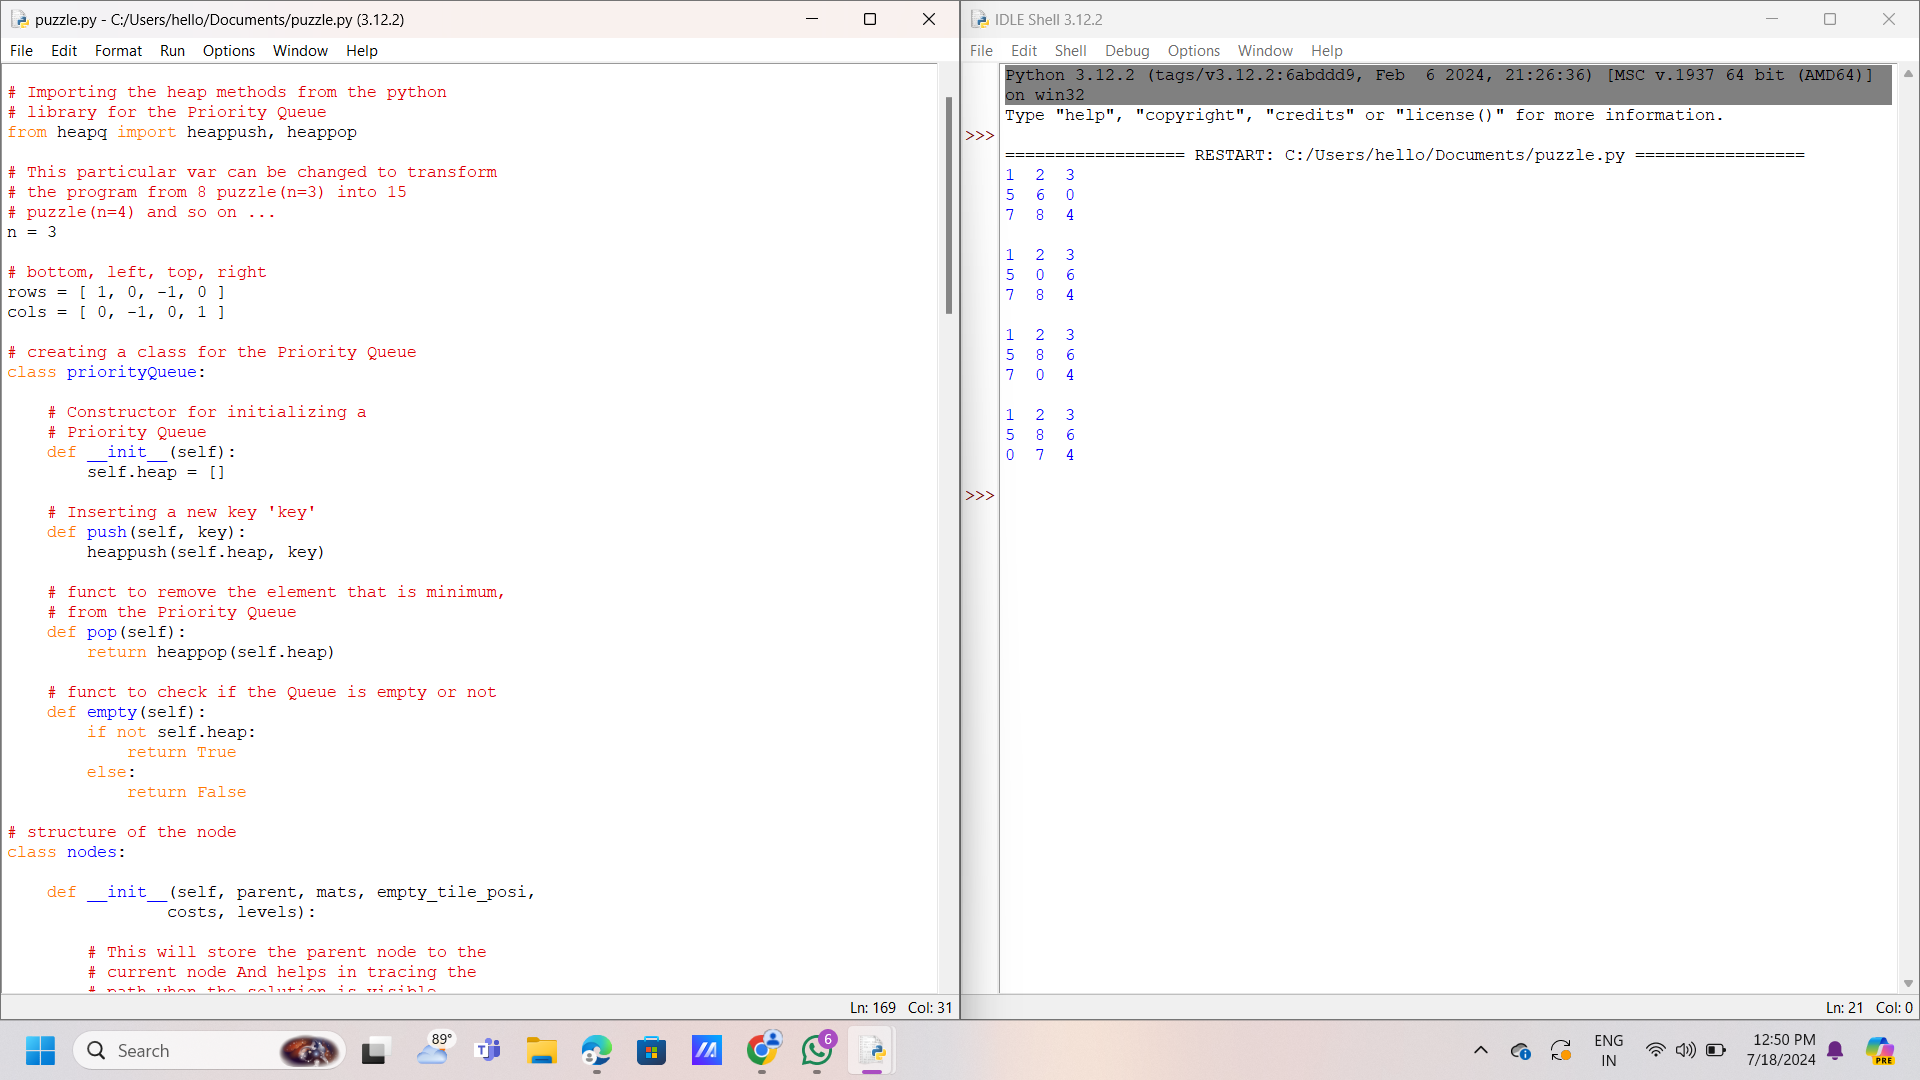 puzzle.py - C:/Users/hello/Documents/puzzle.py (3.12.2)
File Edit Format Run Options Window Help
# Importing the heap methods from the python
# library for the Priority Queue
from heapq import heappush, heappop
# This particular var can be changed to transform
# the program from 8 puzzle(n=3) into 15
# puzzle(n=4) and so on ...
n = 3
# bottom, left, top, right
rows = [ 1, 0, -1, 0 ]
cols = [ 0, -1, 0, 1 ]
# creating a class for the Priority Queue
class priorityQueue:
    # Constructor for initializing a
    # Priority Queue
    def __init__(self):
        self.heap = []
    # Inserting a new key 'key'
    def push(self, key):
        heappush(self.heap, key)
    # funct to remove the element that is minimum,
    # from the Priority Queue
    def pop(self):
        return heappop(self.heap)
    # funct to check if the Queue is empty or not
    def empty(self):
        if not self.heap:
            return True
        else:
            return False
# structure of the node
class nodes:
    def __init__(self, parent, mats, empty_tile_posi,
                costs, levels):
        # This will store the parent node to the
        # current node And helps in tracing the
        # path when the solution is visible
Ln: 169 Col: 31
IDLE Shell 3.12.2
File Edit Shell Debug Options Window Help
Python 3.12.2 (tags/v3.12.2:6abddd9, Feb  6 2024, 21:26:36) [MSC v.1937 64 bit (AMD64)]
on win32
Type "help", "copyright", "credits" or "license()" for more information.
>>>
================== RESTART: C:/Users/hello/Documents/puzzle.py =================
1 2 3
5 6 0
7 8 4
1 2 3
5 0 6
7 8 4
1 2 3
5 8 6
7 0 4
1 2 3
5 8 6
0 7 4
>>>
Ln: 21 Col: 0
Search
89°
6
ENG
IN
12:50 PM
7/18/2024
PRE